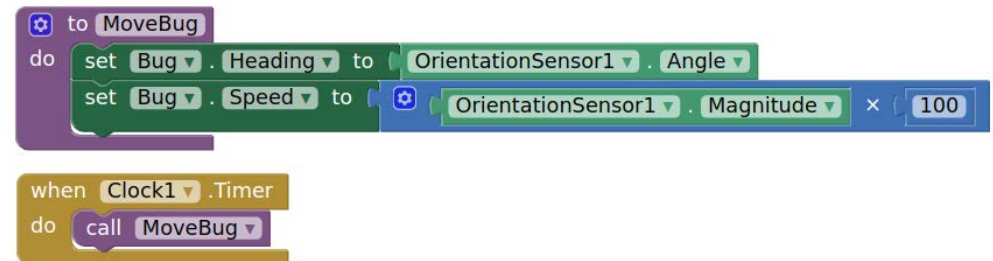 to MoveBug
do set Bug . Heading to OrientationSensor1 . Angle
set Bug . Speed to OrientationSensor1 . Magnitude × 100
when Clock1 .Timer
do call MoveBug